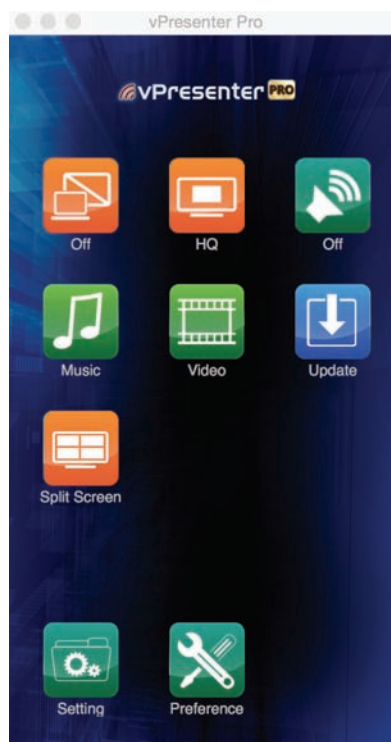 vPresenter Pro
vPresenter PRO
Off
HQ
Off
Music
Video
Update
Split Screen
Setting
Preference